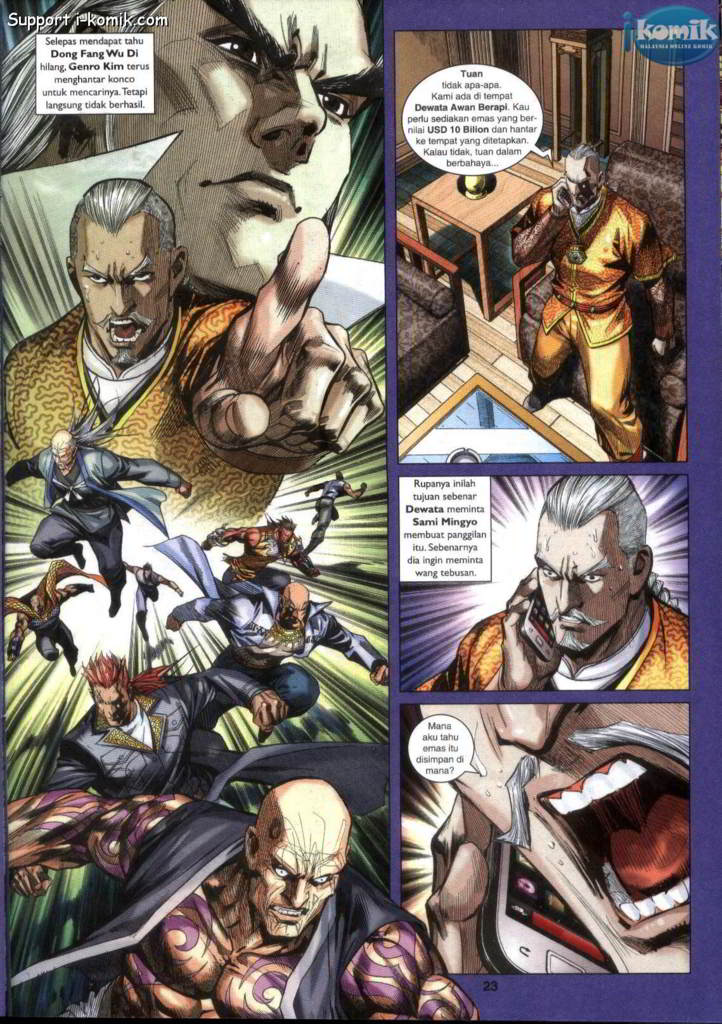 Support i-komik.com
ikomik
MALAYSIA ONLINE KOMIK
Selepas mendapat tahu
Dong Fang Wu Di
hilang, Genro Kim terus
menghantar konco
untuk mencarinya. Tetapi
langsung tidak berhasil.
Tuan
tidak apa-apa.
Kami ada di tempat
Dewata Awan Berapi. Kau
perlu sediakan emas yang ber-
nilai USD 10 Bilion dan hantar
ke tempat yang ditetapkan.
Kalau tidak, tuan dalam
berbahaya...
Rupanya inilah
tujuan sebenar
Dewata meminta
Sami Mingyo
membuat panggilan
itu. Sebenarnya
dia ingin meminta
wang tebusan.
Mana
aku tahu
emas itu
disimpan di
mana?
23